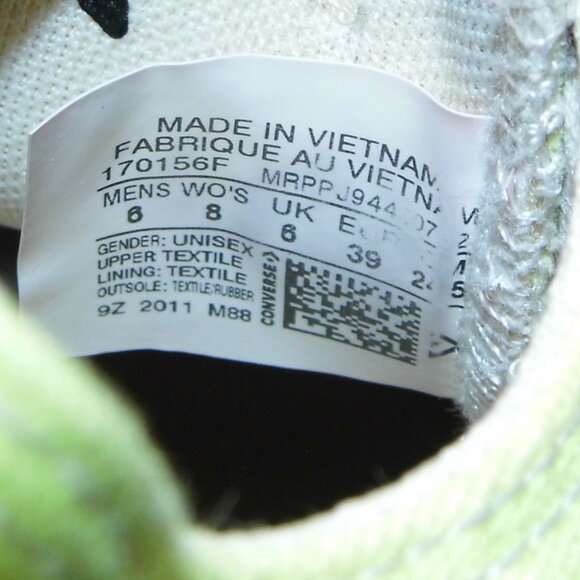 MADE IN VIETNAM
FABRIQUE AU VIETNA
170156F MRPPJ944 07
MENS WO'S UK
6 8 6 39
GENDER: UNISEX
UPPER TEXTILE
LINING: TEXTILE
OUTSOLE: TEXTILE/RUBBER
9Z 2011 M88
CONVERSE